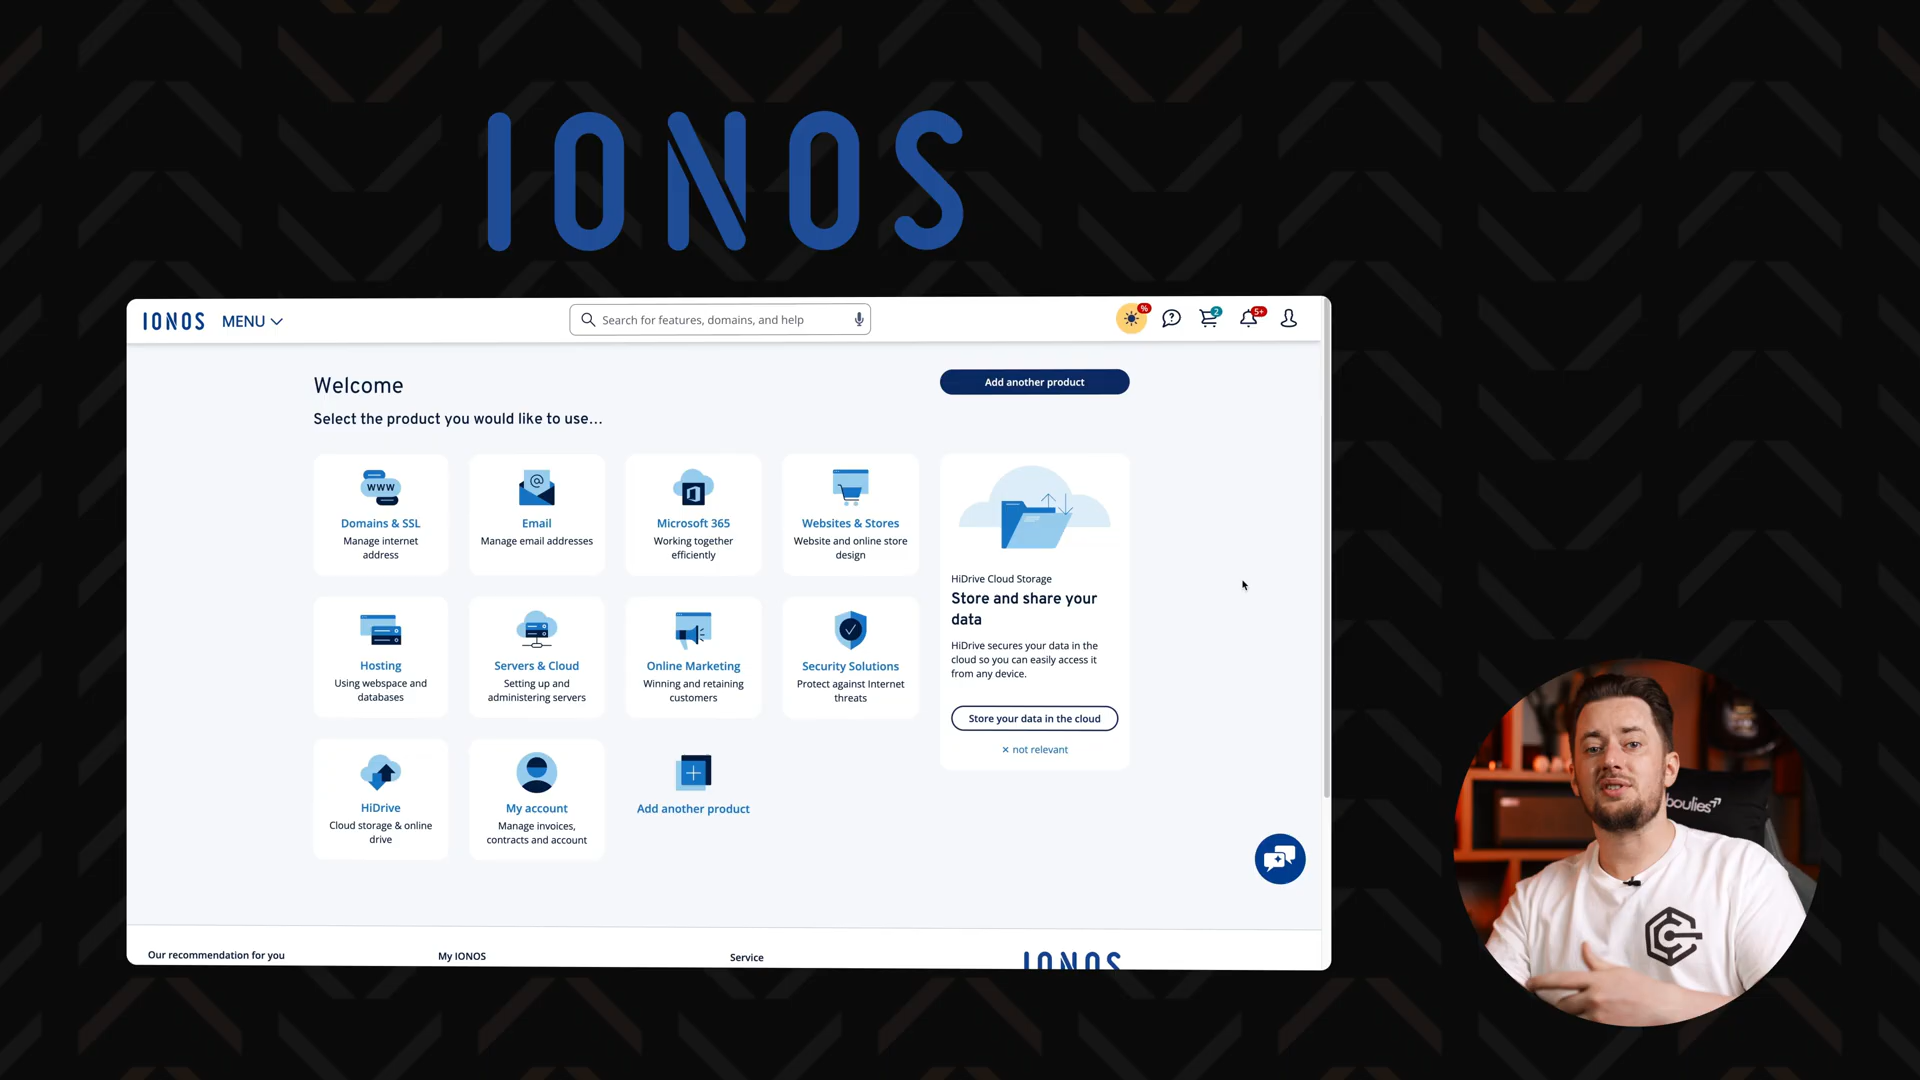 IONOS
IONOS
MENU
Search for features, domains, and help
%
2
5+
Welcome
Add another product
Select the product you would like to use...
www
Domains & SSL
Manage internet
address
@
Email
Manage email addresses
Microsoft 365
Working together
efficiently
Websites & Stores
Website and online store
design
HiDrive Cloud Storage
Store and share your
data
HiDrive secures your data in the
cloud so you can easily access it
from any device.
Store your data in the cloud
× not relevant
Hosting
Using webspace and
databases
Servers & Cloud
Setting up and
administering servers
Online Marketing
Winning and retaining
customers
Security Solutions
Protect against Internet
threats
HiDrive
Cloud storage & online
drive
My account
Manage invoices,
contracts and account
Add another product
Our recommendation for you
My IONOS
Service
IONOS
boulies